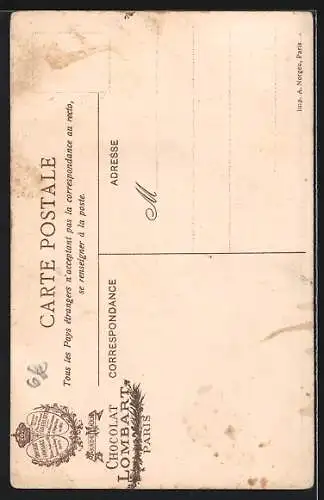 CARTE POSTALE
Tous les Pays étrangers n'acceptant pas la correspondance au recto,
se renseigner à la poste.
CORRESPONDANCE
ADRESSE
M
CHOCOLAT
LOMBART
PARIS
Imp. A. Norgeu, Paris